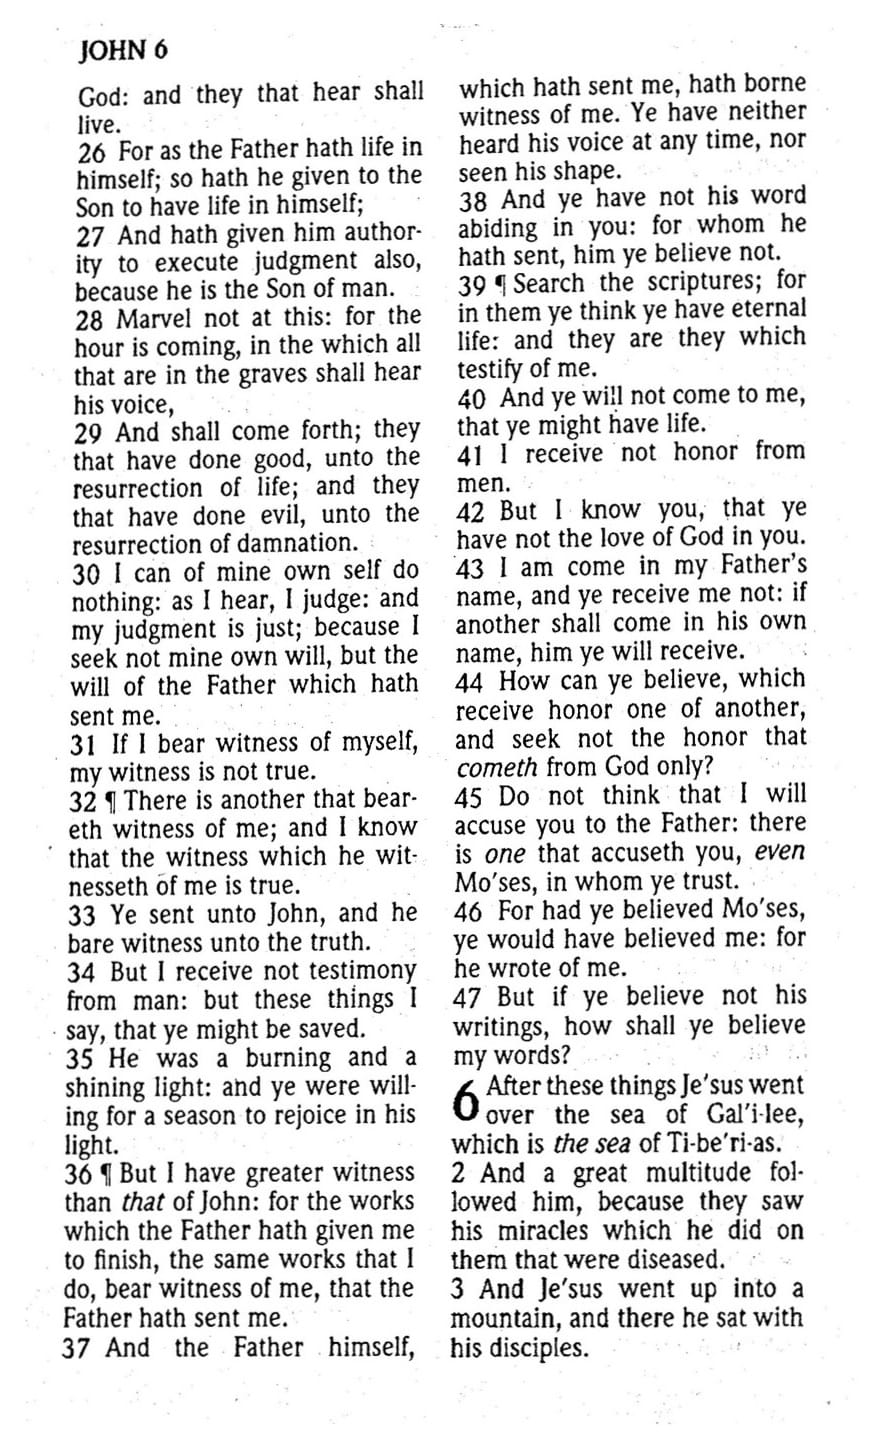 JOHN 6
God: and they that hear shall
live.
26 For as the Father hath life in
himself; so hath he given to the
Son to have life in himself;
27 And hath given him author-
ity to execute judgment also,
because he is the Son of man.
28 Marvel not at this: for the
hour is coming, in the which all
that are in the graves shall hear
his voice,
29 And shall come forth; they
that have done good, unto the
resurrection of life; and they
that have done evil, unto the
resurrection of damnation.
30 I can of mine own self do
nothing: as I hear, I judge: and
my judgment is just; because I
seek not mine own will, but the
will of the Father which hath
sent me.
31 If I bear witness of myself,
my witness is not true.
32 ¶ There is another that bear-
eth witness of me; and I know
that the witness which he wit-
nesseth of me is true.
33 Ye sent unto John, and he
bare witness unto the truth.
34 But I receive not testimony
from man: but these things I
say, that ye might be saved.
35 He was a burning and a
shining light: and ye were will-
ing for a season to rejoice in his
light.
36 ¶ But I have greater witness
than that of John: for the works
which the Father hath given me
to finish, the same works that I
do, bear witness of me, that the
Father hath sent me.
37 And the Father himself,
which hath sent me, hath borne
witness of me. Ye have neither
heard his voice at any time, nor
seen his shape.
38 And ye have not his word
abiding in you: for whom he
hath sent, him ye believe not.
39 ¶ Search the scriptures; for
in them ye think ye have eternal
life: and they are they which
testify of me.
40 And ye will not come to me,
that ye might have life.
41 I receive not honor from
men.
42 But I know you, that ye
have not the love of God in you.
43 I am come in my Father's
name, and ye receive me not: if
another shall come in his own
name, him ye will receive.
44 How can ye believe, which
receive honor one of another,
and seek not the honor that
cometh from God only?
45 Do not think that I will
accuse you to the Father: there
is one that accuseth you, even
Mo′ses, in whom ye trust.
46 For had ye believed Mo′ses,
ye would have believed me: for
he wrote of me.
47 But if ye believe not his
writings, how shall ye believe
my words?
6 After these things Je′sus went
over the sea of Gal′i·lee,
which is the sea of Ti·be′ri·as.
2 And a great multitude fol-
lowed him, because they saw
his miracles which he did on
them that were diseased.
3 And Je′sus went up into a
mountain, and there he sat with
his disciples.